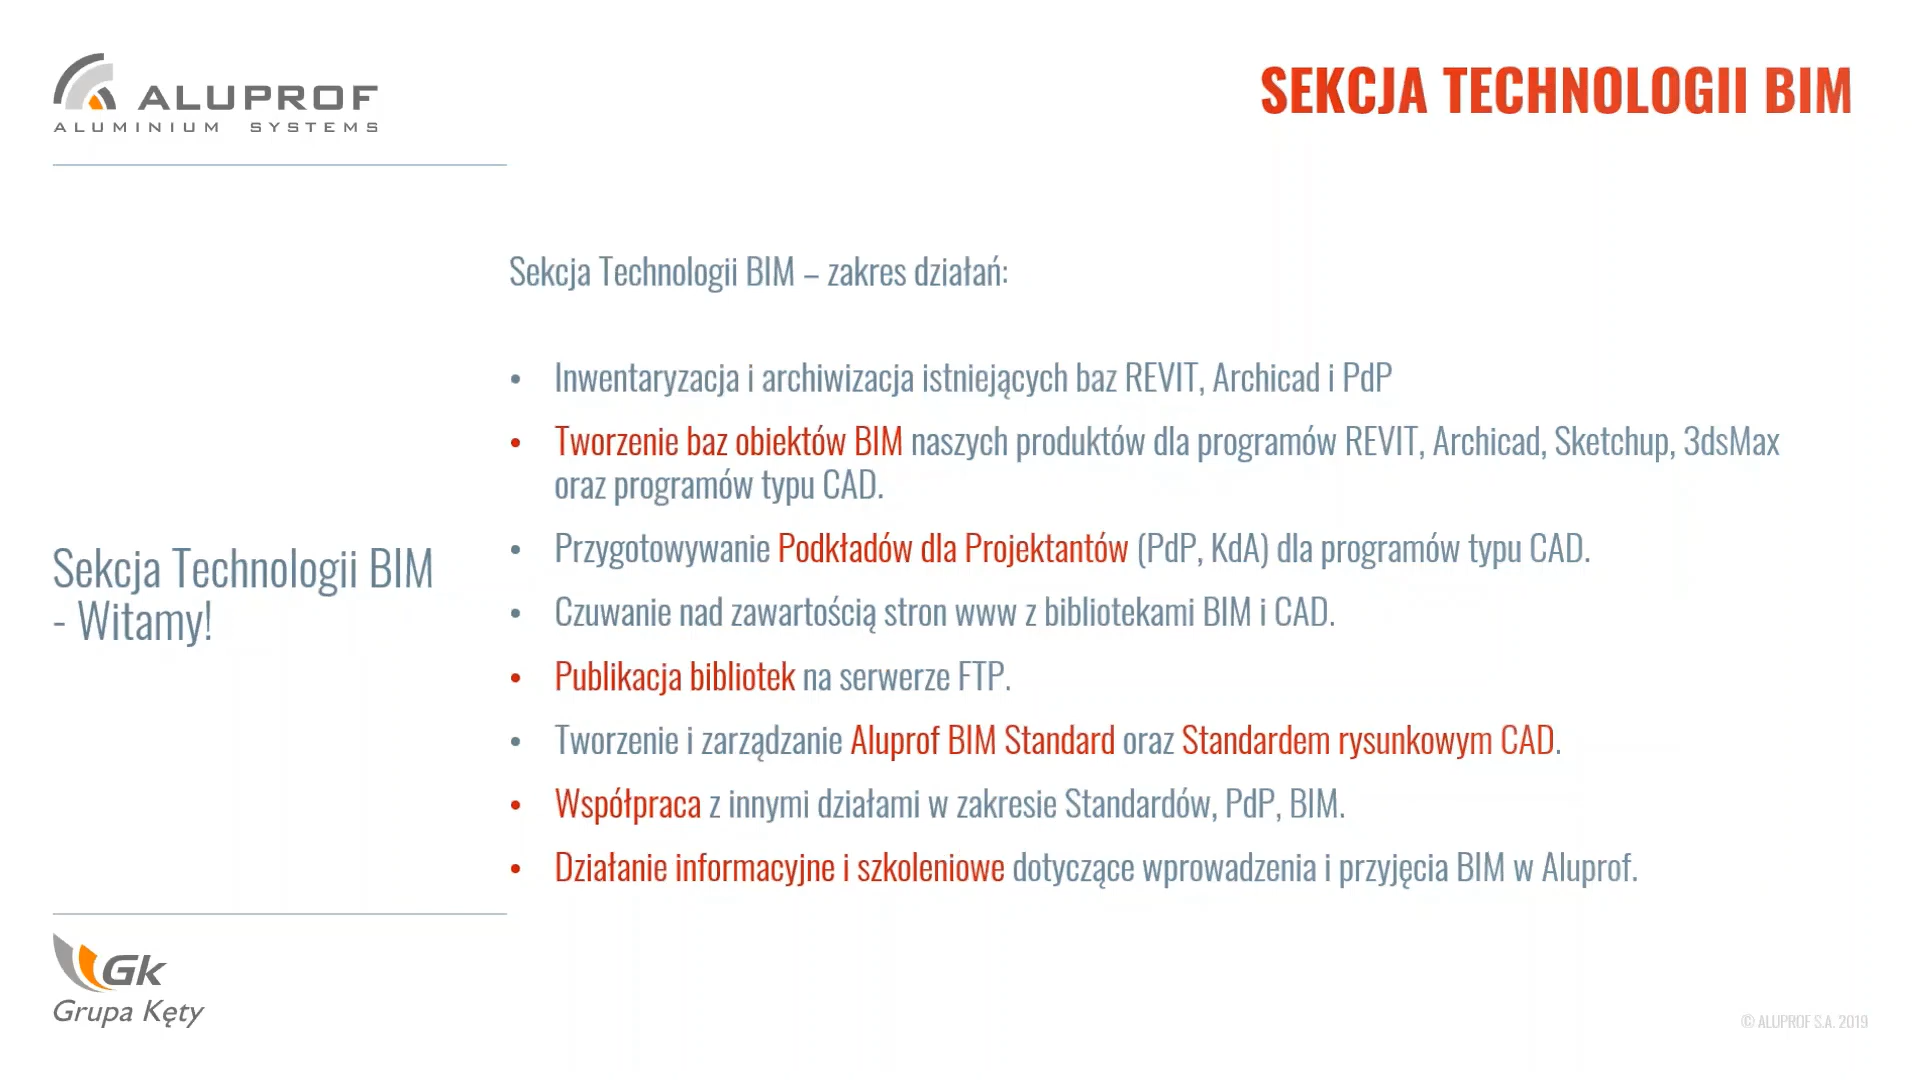 ALUPROF
ALUMINIUM SYSTEMS
SEKCJA TECHNOLOGII BIM
Sekcja Technologii BIM
- Witamy!
Sekcja Technologii BIM – zakres działań:
• Inwentaryzacja i archiwizacja istniejących baz REVIT, Archicad i PdP
• Tworzenie baz obiektów BIM naszych produktów dla programów REVIT, Archicad, Sketchup, 3dsMax
oraz programów typu CAD.
• Przygotowywanie Podkładów dla Projektantów (PdP, KdA) dla programów typu CAD.
• Czuwanie nad zawartością stron www z bibliotekami BIM i CAD.
• Publikacja bibliotek na serwerze FTP.
• Tworzenie i zarządzanie Aluprof BIM Standard oraz Standardem rysunkowym CAD.
• Współpraca z innymi działami w zakresie Standardów, PdP, BIM.
• Działanie informacyjne i szkoleniowe dotyczące wprowadzenia i przyjęcia BIM w Aluprof.
Gk
Grupa Kęty
© ALUPROF S.A. 2019